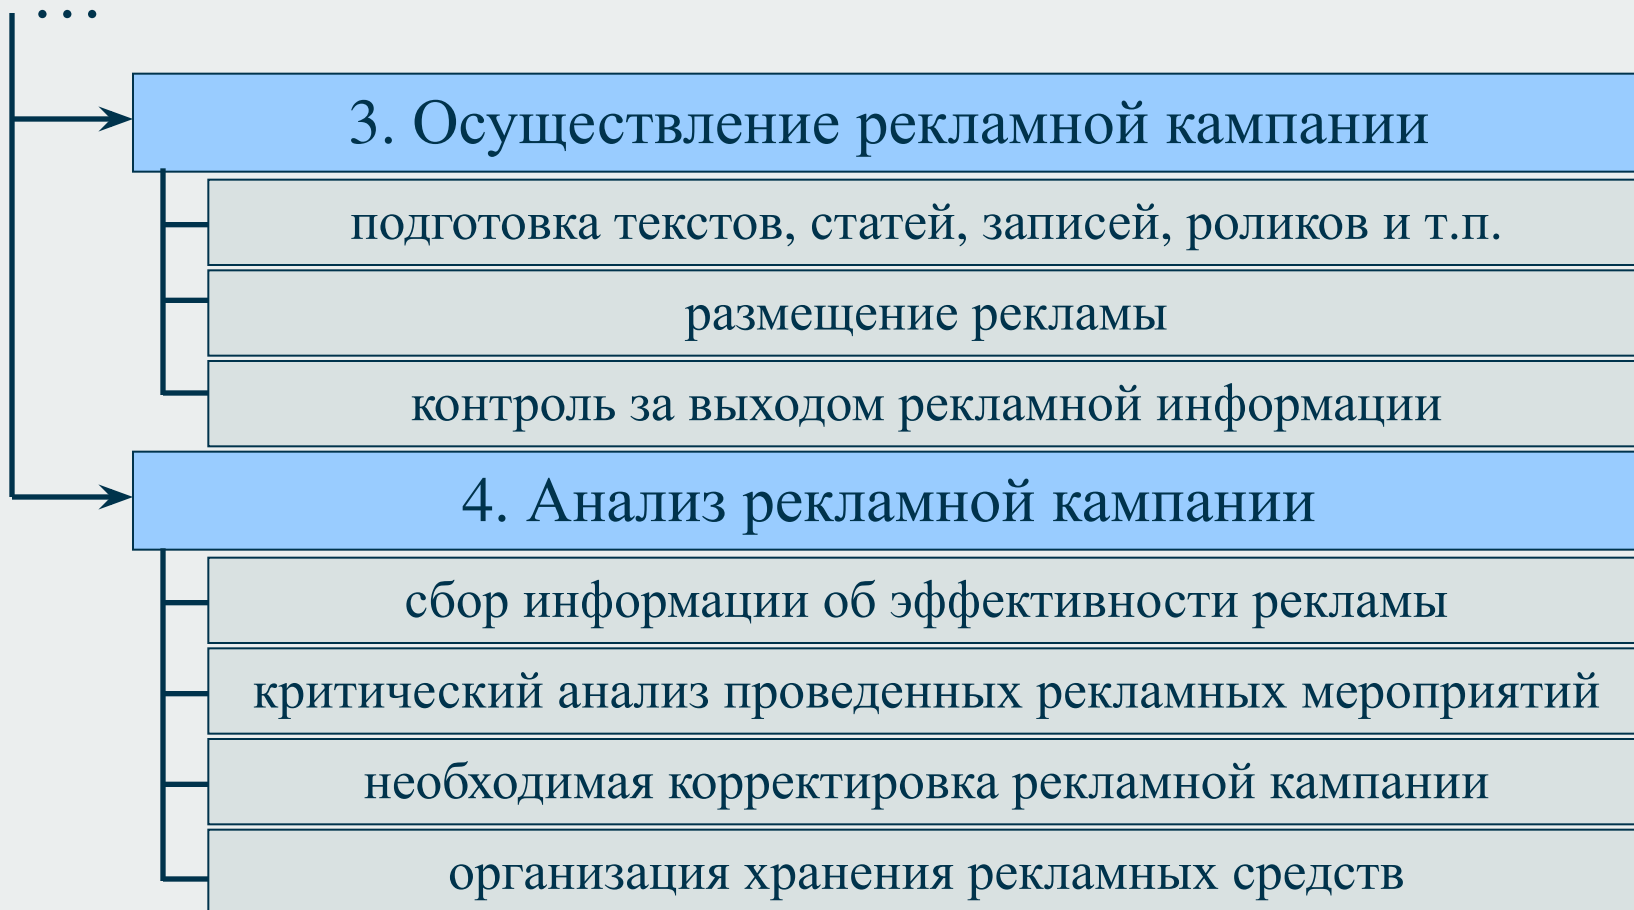 ...
3. Осуществление рекламной кампании
подготовка текстов, статей, записей, роликов и т.п.
размещение рекламы
контроль за выходом рекламной информации
4. Анализ рекламной кампании
сбор информации об эффективности рекламы
критический анализ проведенных рекламных мероприятий
необходимая корректировка рекламной кампании
организация хранения рекламных средств